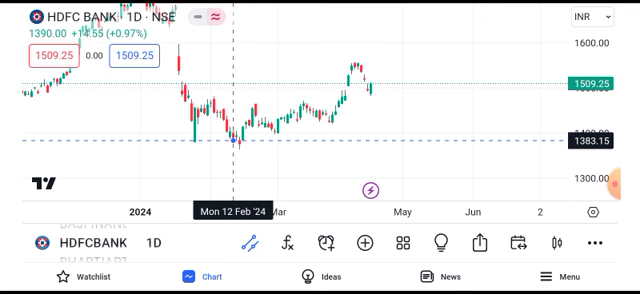 HDFC BANK · 1D · NSE
INR
1390.00 +14.55 (+0.97%)
1509.25 0.00 1509.25
1600.00
1509.25
1383.15
1300.00
2024 Mon 12 Feb '24 Mar May Jun 2
HDFCBANK 1D
Watchlist Chart Ideas News Menu